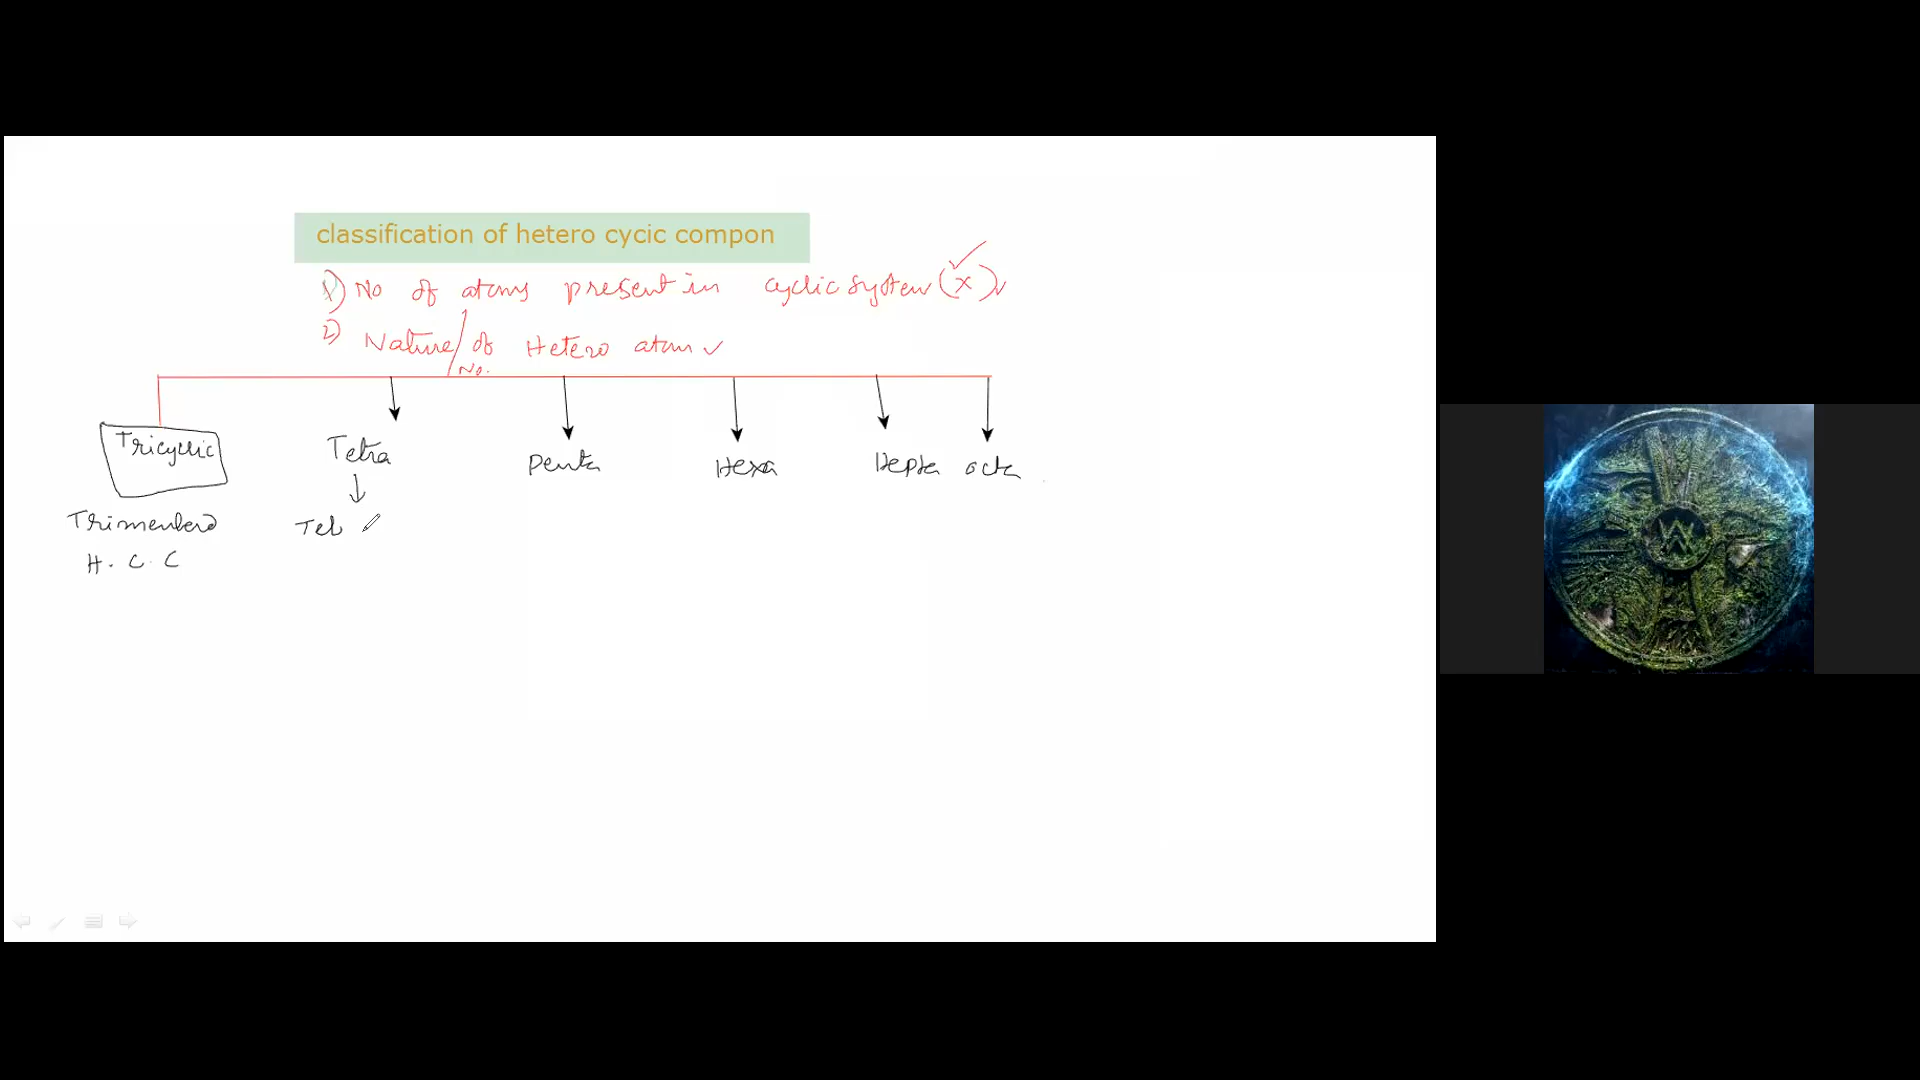 classification of hetero cycic compon
1) No of atoms present in cyclic system (x)
2) Nature/No. of Hetero atom
Tricyclic Tetra Penta Hexa Hepta octa
Trimembered Tet
H. C. C